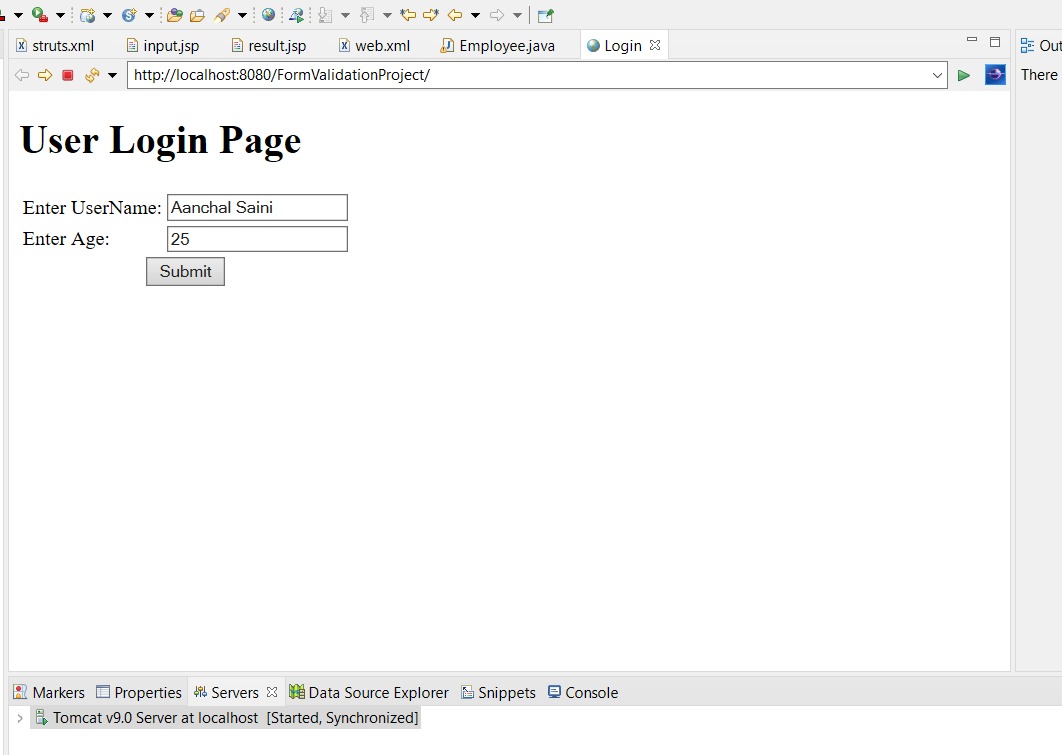 struts.xml input.jsp result.jsp web.xml Employee.java Login
http://localhost:8080/FormValidationProject/
There
User Login Page
Enter UserName: Aanchal Saini
Enter Age: 25
Submit
Markers Properties Servers Data Source Explorer Snippets Console
Tomcat v9.0 Server at localhost [Started, Synchronized]